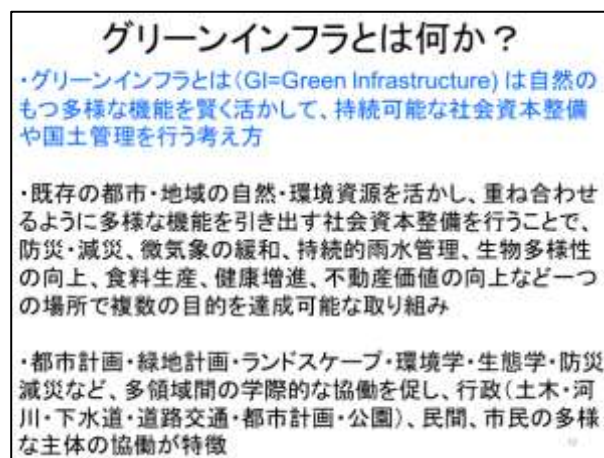 グリーンインフラとは何か？
・グリーンインフラとは(GI=Green Infrastructure) は自然の
もつ多様な機能を賢く活かして、持続可能な社会資本整備
や国土管理を行う考え方
・既存の都市・地域の自然・環境資源を活かし、重ね合わせ
るように多様な機能を引き出す社会資本整備を行うことで、
防災・減災、微気象の緩和、持続的雨水管理、生物多様性
の向上、食料生産、健康増進、不動産価値の向上など一つ
の場所で複数の目的を達成可能な取り組み
・都市計画・緑地計画・ランドスケープ・環境学・生態学・防災
減災など、多領域間の学際的な協働を促し、行政(土木・河
川・下水道・道路交通・都市計画・公園)、民間、市民の多様
な主体の協働が特徴